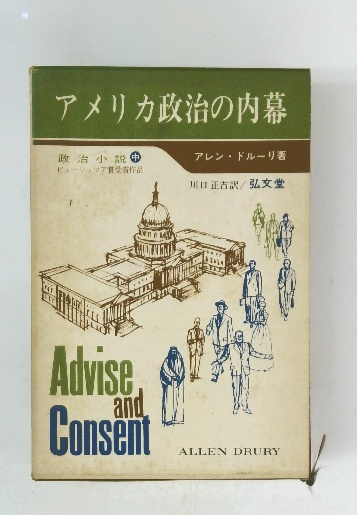 アメリカ政治の内幕
政治小説 中
ピューリッツア賞受賞作品
アレン・ドルーリ著
川口正吉訳/弘文堂
Advise
and
Consent
ALLEN DRURY